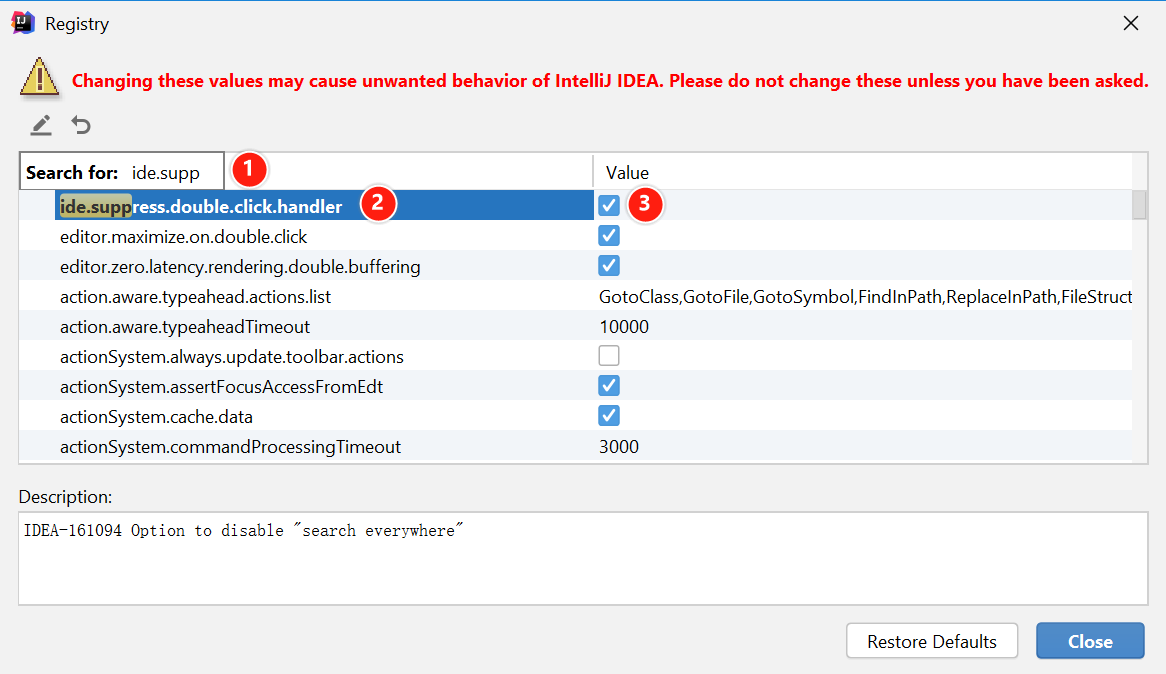 Registry
Changing these values may cause unwanted behavior of IntelliJ IDEA. Please do not change these unless you have been asked.
Search for: ide.supp 1 Value
ide.suppress.double.click.handler 2 3
editor.maximize.on.double.click
editor.zero.latency.rendering.double.buffering
action.aware.typeahead.actions.list GotoClass,GotoFile,GotoSymbol,FindInPath,ReplaceInPath,FileStruct
action.aware.typeaheadTimeout 10000
actionSystem.always.update.toolbar.actions
actionSystem.assertFocusAccessFromEdt
actionSystem.cache.data
actionSystem.commandProcessingTimeout 3000
Description:
IDEA-161094 Option to disable "search everywhere"
Restore Defaults Close